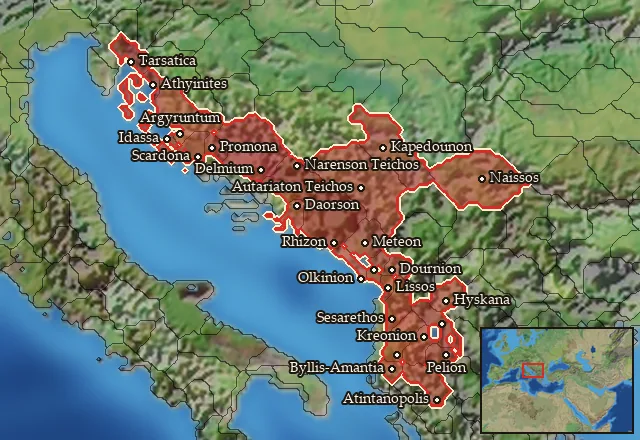 Tarsatica
Athyinites
Argyruntum
Idassa
Promona
Kapedounon
Scardona
Narenson Teichos
Delmium
Naissos
Autariaton Teichos
Daorson
Rhizon
Meteon
Dournion
Olkinion
Lissos
Hyskana
Sesarethos
Kreonion
Byllis-Amantia
Pelion
Atintanopolis